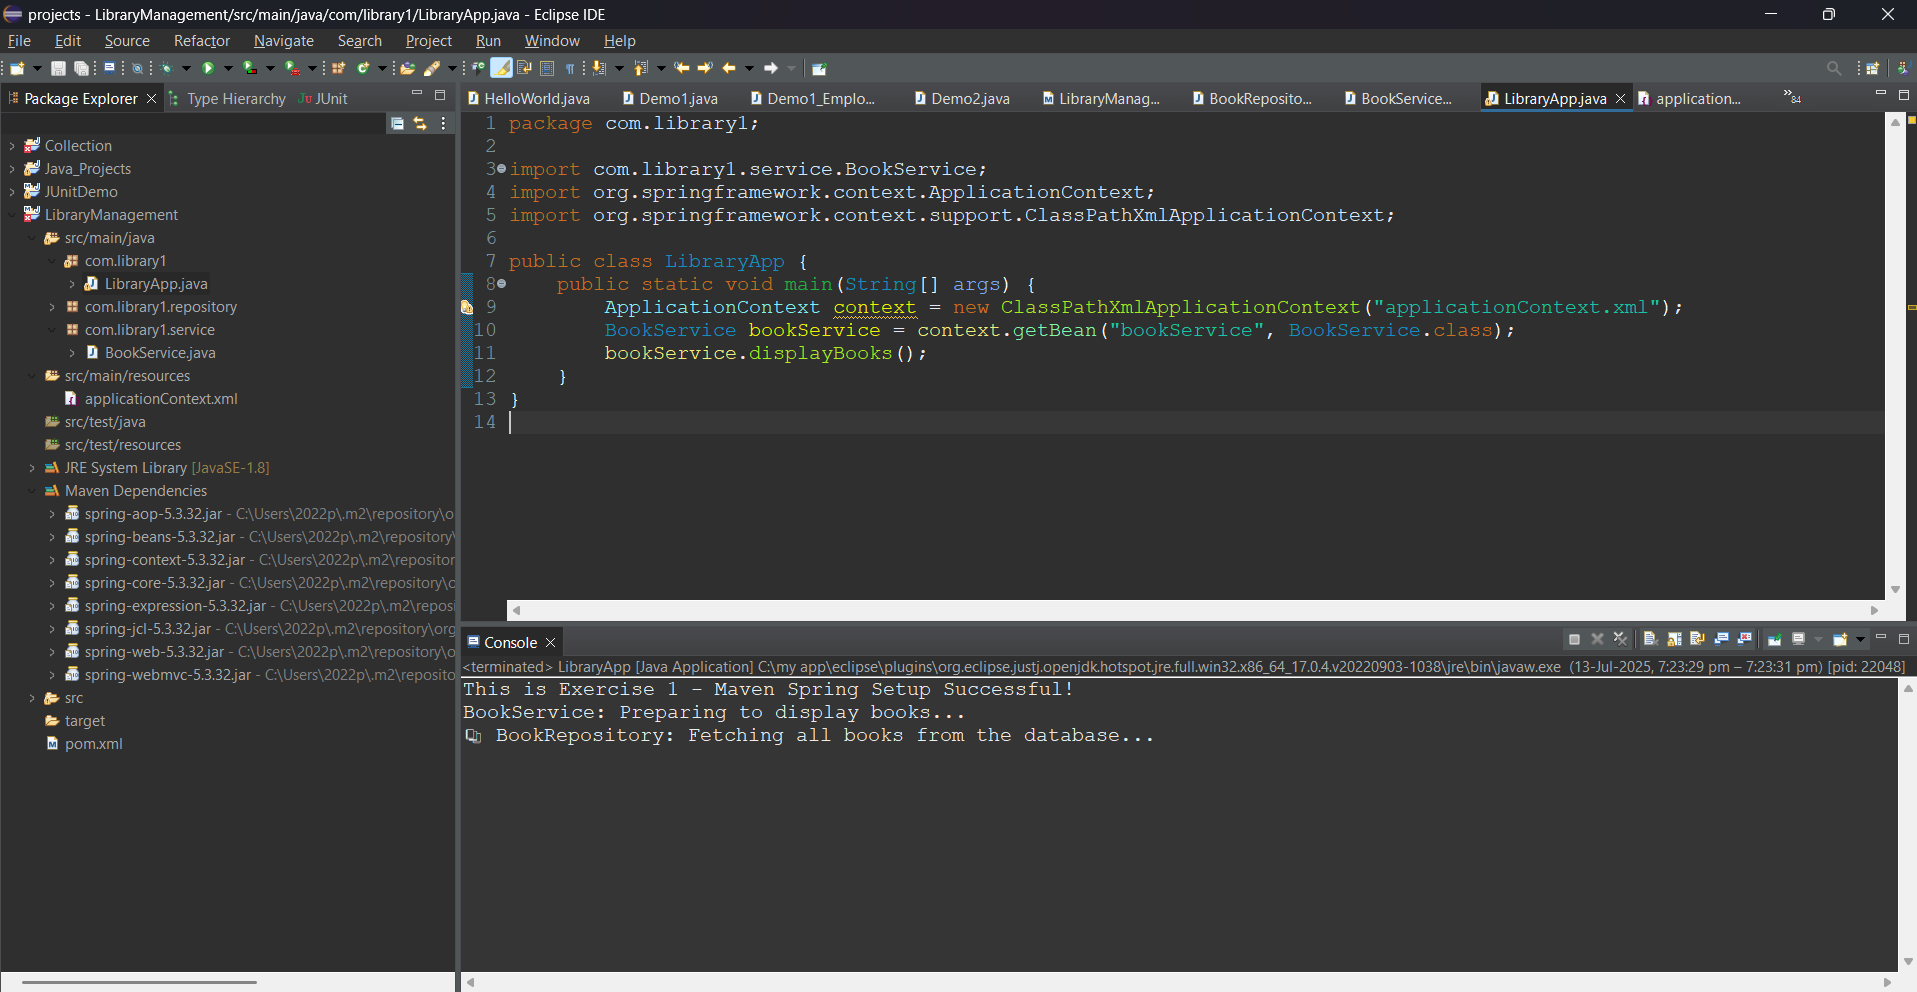 projects - LibraryManagement/src/main/java/com/library1/LibraryApp.java - Eclipse IDE
File Edit Source Refactor Navigate Search Project Run Window Help
Package Explorer Type Hierarchy JUnit
HelloWorld.java Demo1.java Demo1_Emplo... Demo2.java LibraryManag... BookReposito... BookService... LibraryApp.java application... »84
Collection
Java_Projects
JUnitDemo
LibraryManagement
src/main/java
com.library1
LibraryApp.java
com.library1.repository
com.library1.service
BookService.java
src/main/resources
applicationContext.xml
src/test/java
src/test/resources
JRE System Library [JavaSE-1.8]
Maven Dependencies
spring-aop-5.3.32.jar - C:\Users\2022p\.m2\repository\o
spring-beans-5.3.32.jar - C:\Users\2022p\.m2\repository\
spring-context-5.3.32.jar - C:\Users\2022p\.m2\repositor
spring-core-5.3.32.jar - C:\Users\2022p\.m2\repository\o
spring-expression-5.3.32.jar - C:\Users\2022p\.m2\repos
spring-jcl-5.3.32.jar - C:\Users\2022p\.m2\repository\org
spring-web-5.3.32.jar - C:\Users\2022p\.m2\repository\o
spring-webmvc-5.3.32.jar - C:\Users\2022p\.m2\reposito
src
target
pom.xml
1 package com.library1;
2
3 import com.library1.service.BookService;
4 import org.springframework.context.ApplicationContext;
5 import org.springframework.context.support.ClassPathXmlApplicationContext;
6
7 public class LibraryApp {
8 public static void main(String[] args) {
9 ApplicationContext context = new ClassPathXmlApplicationContext("applicationContext.xml");
10 BookService bookService = context.getBean("bookService", BookService.class);
11 bookService.displayBooks();
12 }
13 }
14
Console
<terminated> LibraryApp [Java Application] C:\my app\eclipse\plugins\org.eclipse.justj.openjdk.hotspot.jre.full.win32.x86_64_17.0.4.v20220903-1038\jre\bin\javaw.exe (13-Jul-2025, 7:23:29 pm – 7:23:31 pm) [pid: 22048]
This is Exercise 1 - Maven Spring Setup Successful!
BookService: Preparing to display books...
BookRepository: Fetching all books from the database...